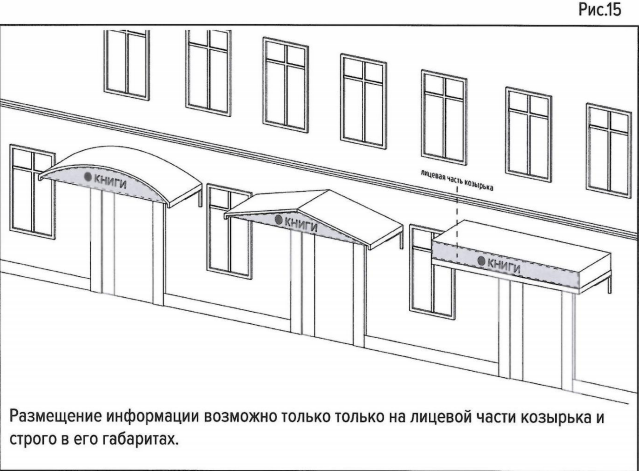 Рис.15
лицевая часть козырька
КНИГИ
КНИГИ
КНИГИ
Размещение информации возможно только только на лицевой части козырька и
строго в его габаритах.